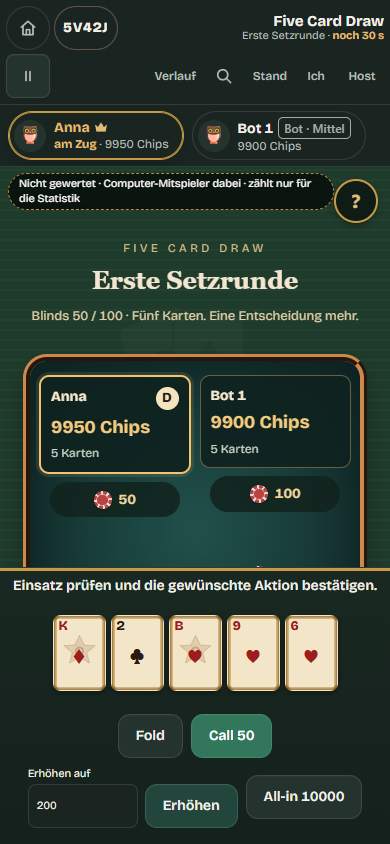 5V42J
Five Card Draw
Erste Setzrunde · noch 30 s
Verlauf
Stand
Ich
Host
Anna
am Zug · 9950 Chips
Bot 1
Bot · Mittel
9900 Chips
Nicht gewertet · Computer-Mitspieler dabei · zählt nur für
die Statistik
?
FIVE CARD DRAW
Erste Setzrunde
Blinds 50 / 100 · Fünf Karten. Eine Entscheidung mehr.
Anna
D
9950 Chips
5 Karten
Bot 1
9900 Chips
5 Karten
50
100
Einsatz prüfen und die gewünschte Aktion bestätigen.
K
2
B
9
6
Fold
Call 50
Erhöhen auf
200
Erhöhen
All-in 10000